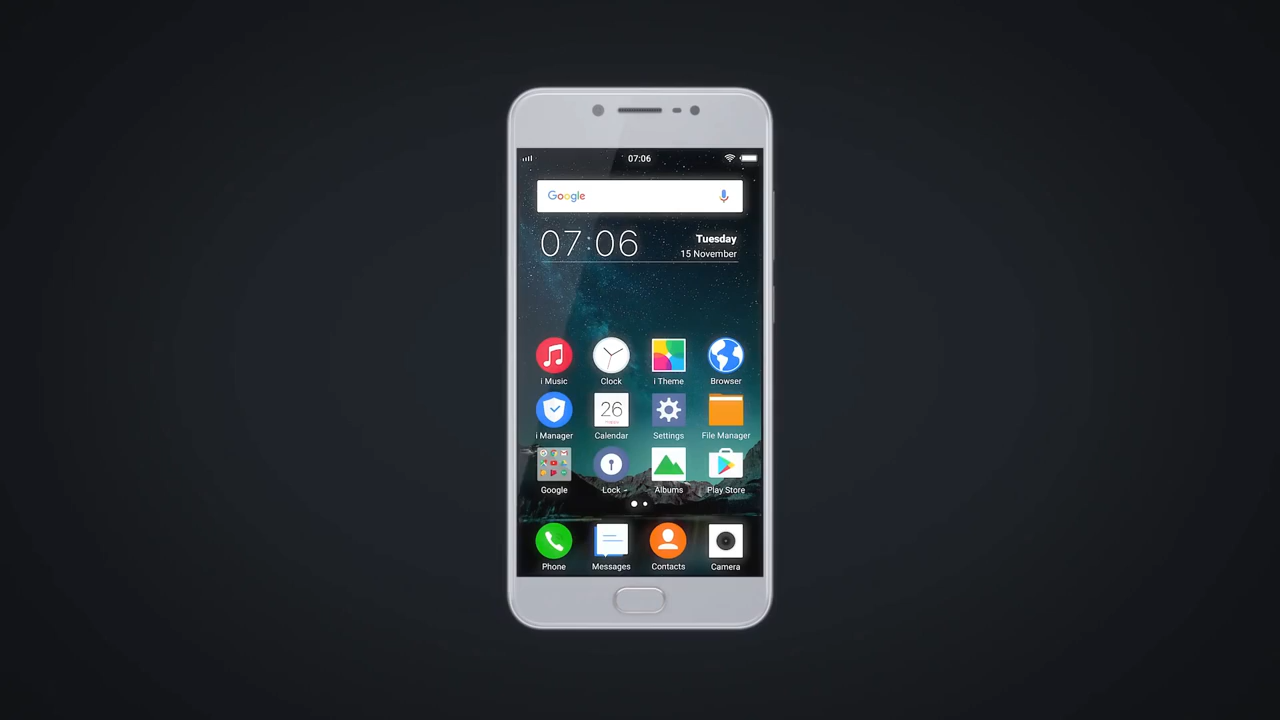 07:06
Google
07:06
Tuesday
15 November
i Music
Clock
i Theme
Browser
26
i Manager
Calendar
Settings
File Manager
Google
Lock
Albums
Play Store
Phone
Messages
Contacts
Camera